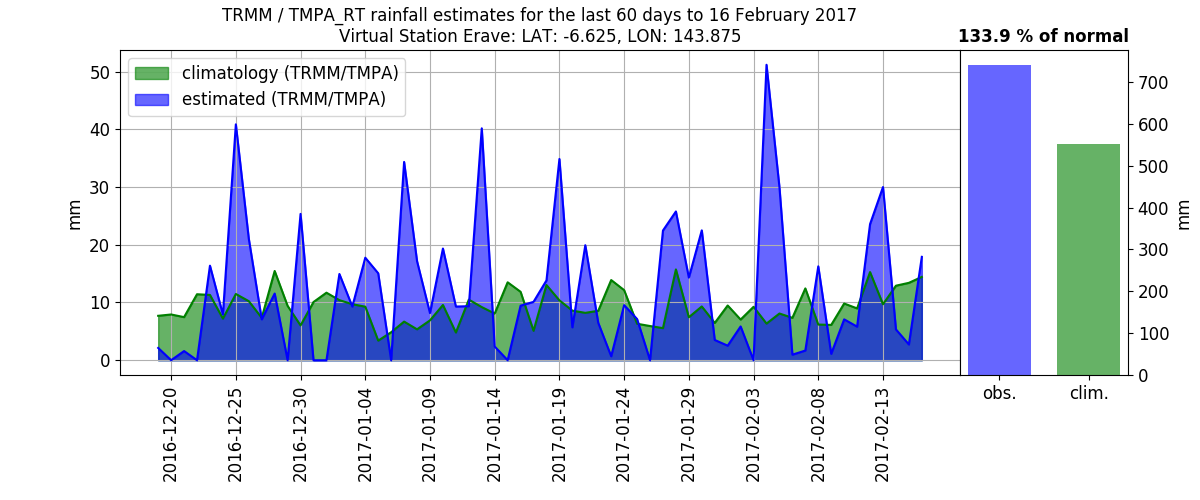 TRMM / TMPA_RT rainfall estimates for the last 60 days to 16 February 2017
Virtual Station Erave: LAT: -6.625, LON: 143.875
133.9 % of normal
climatology (TRMM/TMPA)
estimated (TRMM/TMPA)
mm
50
40
30
20
10
0
700
600
500
400
300
200
100
0
mm
obs.
clim.
2016-12-20
2016-12-25
2016-12-30
2017-01-04
2017-01-09
2017-01-14
2017-01-19
2017-01-24
2017-01-29
2017-02-03
2017-02-08
2017-02-13